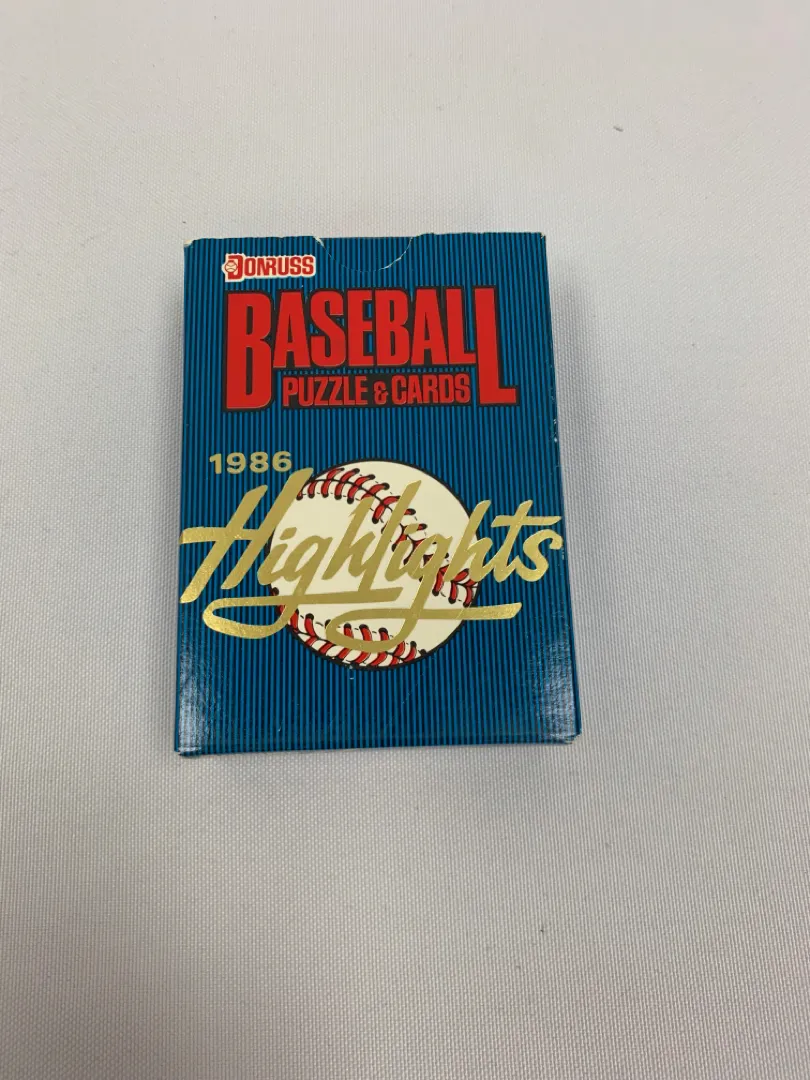 DONRUSS
BASEBALL
PUZZLE & CARDS
1986
Highlights